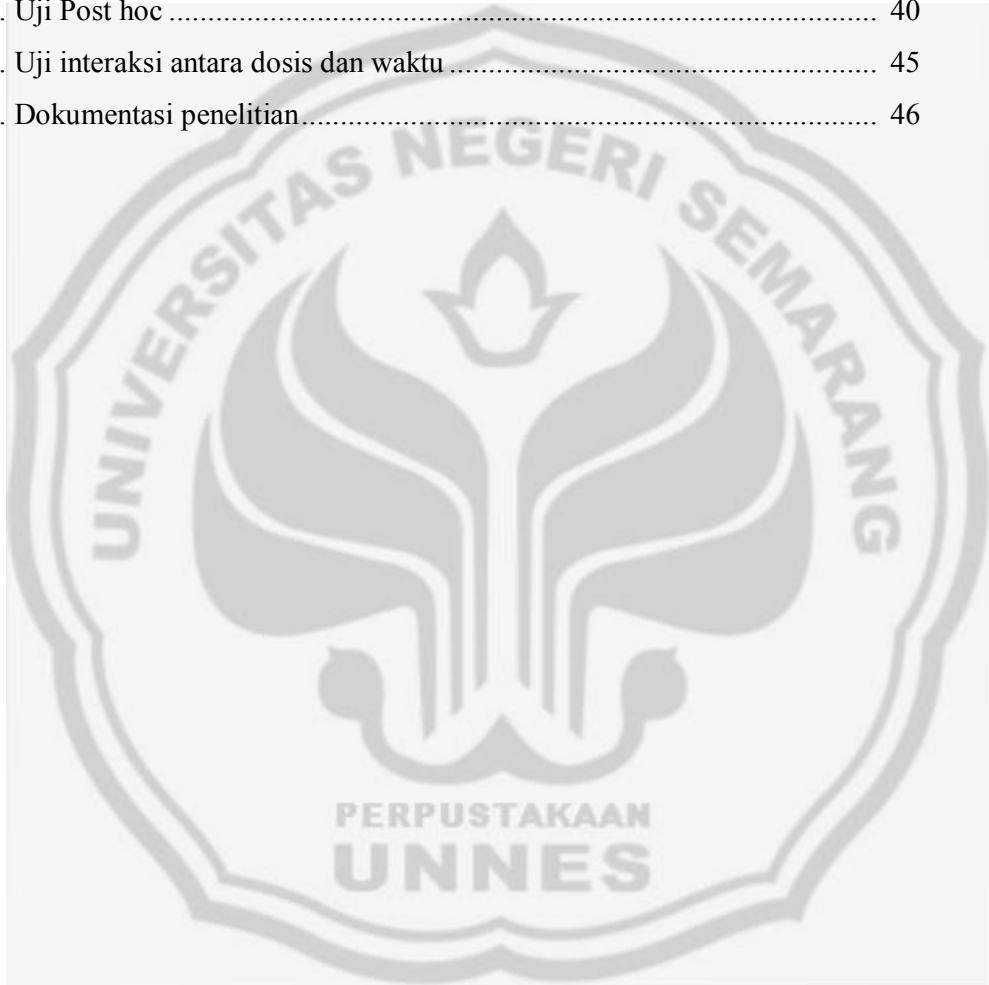 . Uji Post hoc ........................................................................................... 40
. Uji interaksi antara dosis dan waktu ...................................................... 45
. Dokumentasi penelitian.......................................................................... 46
UNIVERSITAS NEGERI SEMARANG
PERPUSTAKAAN
UNNES